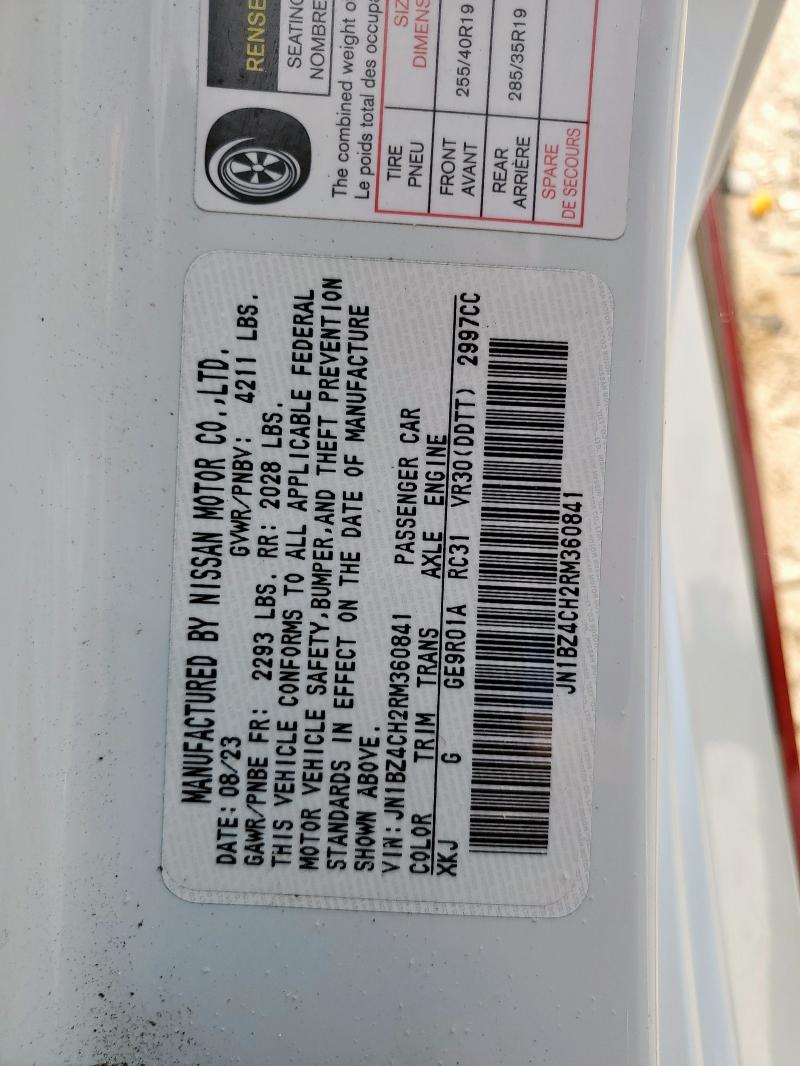 MANUFACTURED BY NISSAN MOTOR CO.,LTD.
DATE: 08/23 GVWR/PNBV: 4211 LBS.
GAWR/PNBE FR: 2293 LBS. RR: 2028 LBS.
THIS VEHICLE CONFORMS TO ALL APPLICABLE FEDERAL
MOTOR VEHICLE SAFETY,BUMPER,AND THEFT PREVENTION
STANDARDS IN EFFECT ON THE DATE OF MANUFACTURE
SHOWN ABOVE.
VIN:JN1BZ4CH2RM360841 PASSENGER CAR
COLOR TRIM TRANS AXLE ENGINE
XKJ G GE9R01A RC31 VR30(DDTT) 2997CC
JN1BZ4CH2RM360841
SEATING
NOMBRE
The combined weight of
Le poids total des
TIRE
PNEU
FRONT
AVANT
255/40R19
REAR
ARRIÈRE
285/35R19
SPARE
DE SECOURS